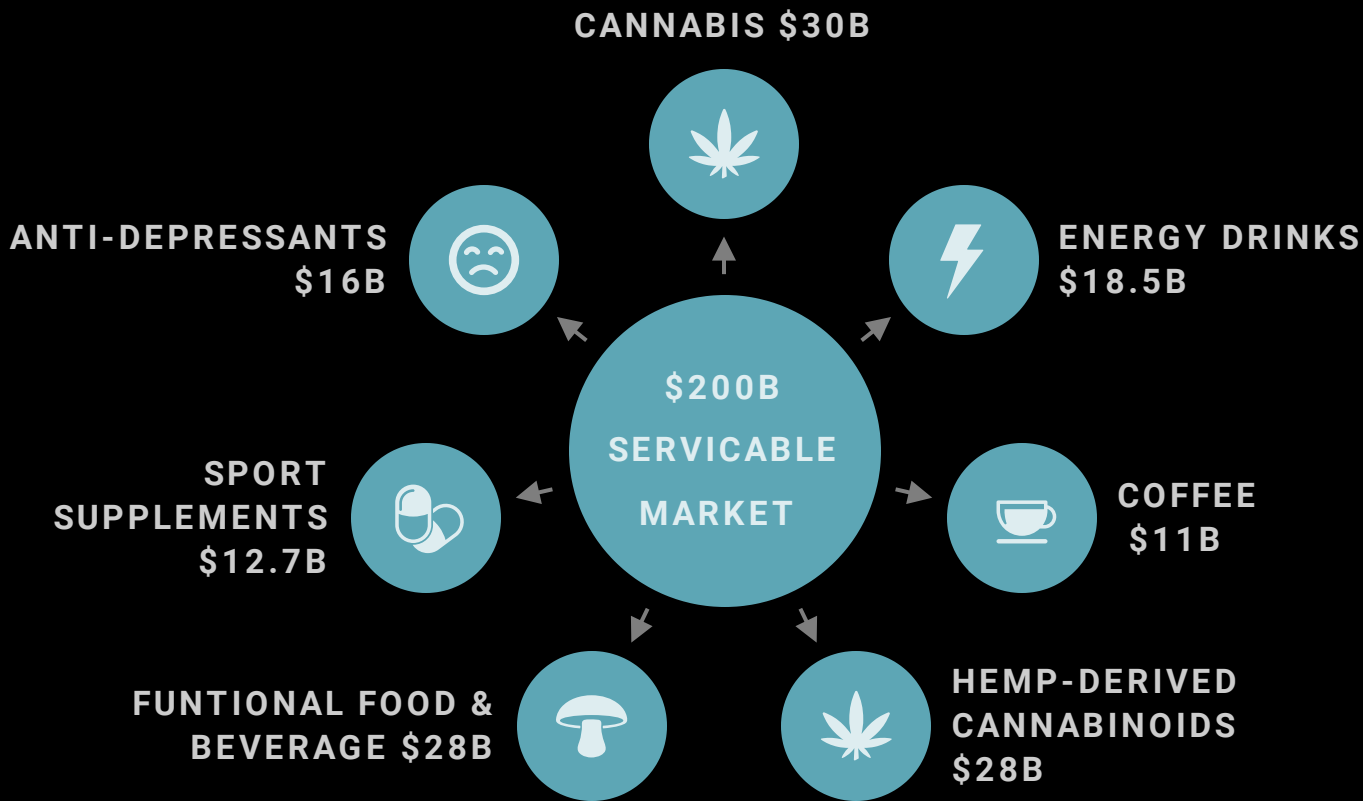 CANNABIS $30B
ANTI-DEPRESSANTS
$16B
ENERGY DRINKS
$18.5B
$200B
SERVICABLE
MARKET
SPORT
SUPPLEMENTS
$12.7B
COFFEE
$11B
FUNTIONAL FOOD &
BEVERAGE $28B
HEMP-DERIVED
CANNABINOIDS
$28B